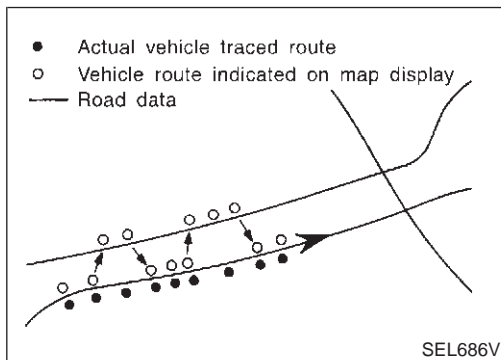 Actual vehicle traced route
Vehicle route indicated on map display
Road data
SEL686V